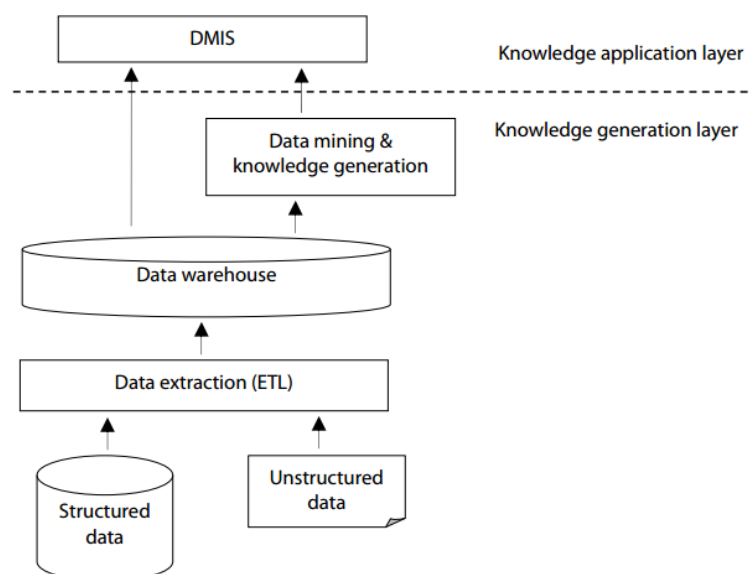 DMIS
Knowledge application layer
Knowledge generation layer
Data mining &
knowledge generation
Data warehouse
Data extraction (ETL)
Structured
data
Unstructured
data